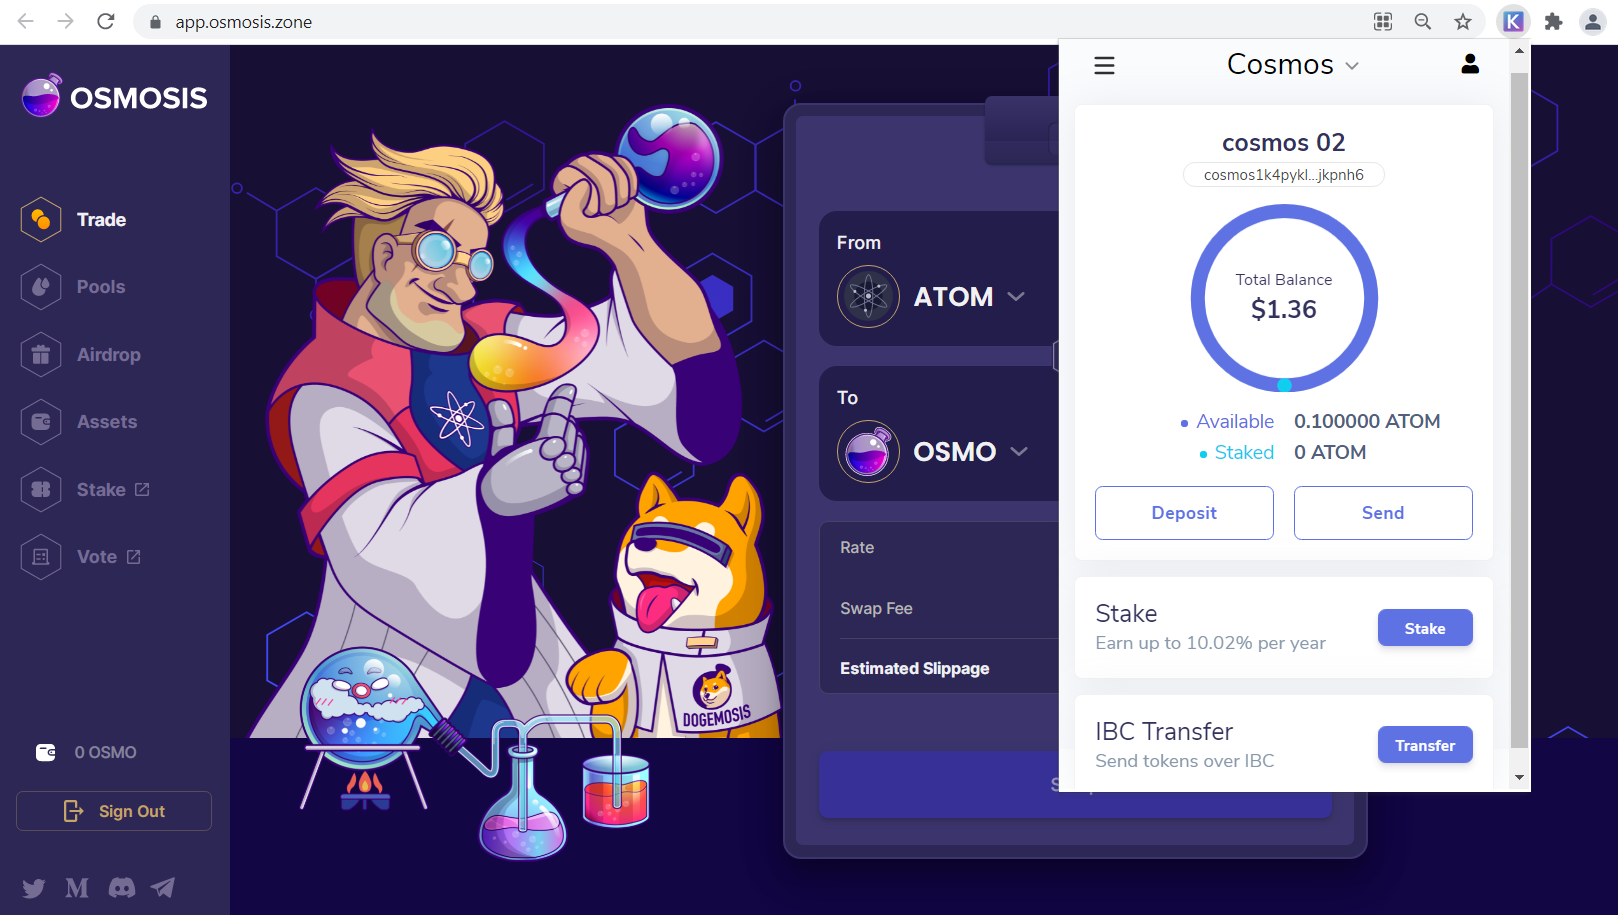 app.osmosis.zone
K
OSMOSIS
Trade
Pools
Airdrop
Assets
Stake
Vote
0 OSMO
Sign Out
M
DOGEMOSIS
From
ATOM
To
OSMO
Rate
Swap Fee
Estimated Slippage
Cosmos
cosmos 02
cosmos1k4pykl...jkpnh6
Total Balance
$1.36
Available 0.100000 ATOM
Staked 0 ATOM
Deposit Send
Stake
Earn up to 10.02% per year
Stake
IBC Transfer
Send tokens over IBC
Transfer